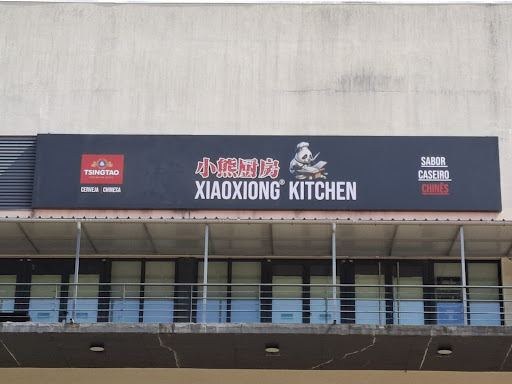 TSINGTAO
CERVEJA CHINESA
小熊厨房
XIAOXIONG® KITCHEN
SABOR
CASEIRO
CHINÊS